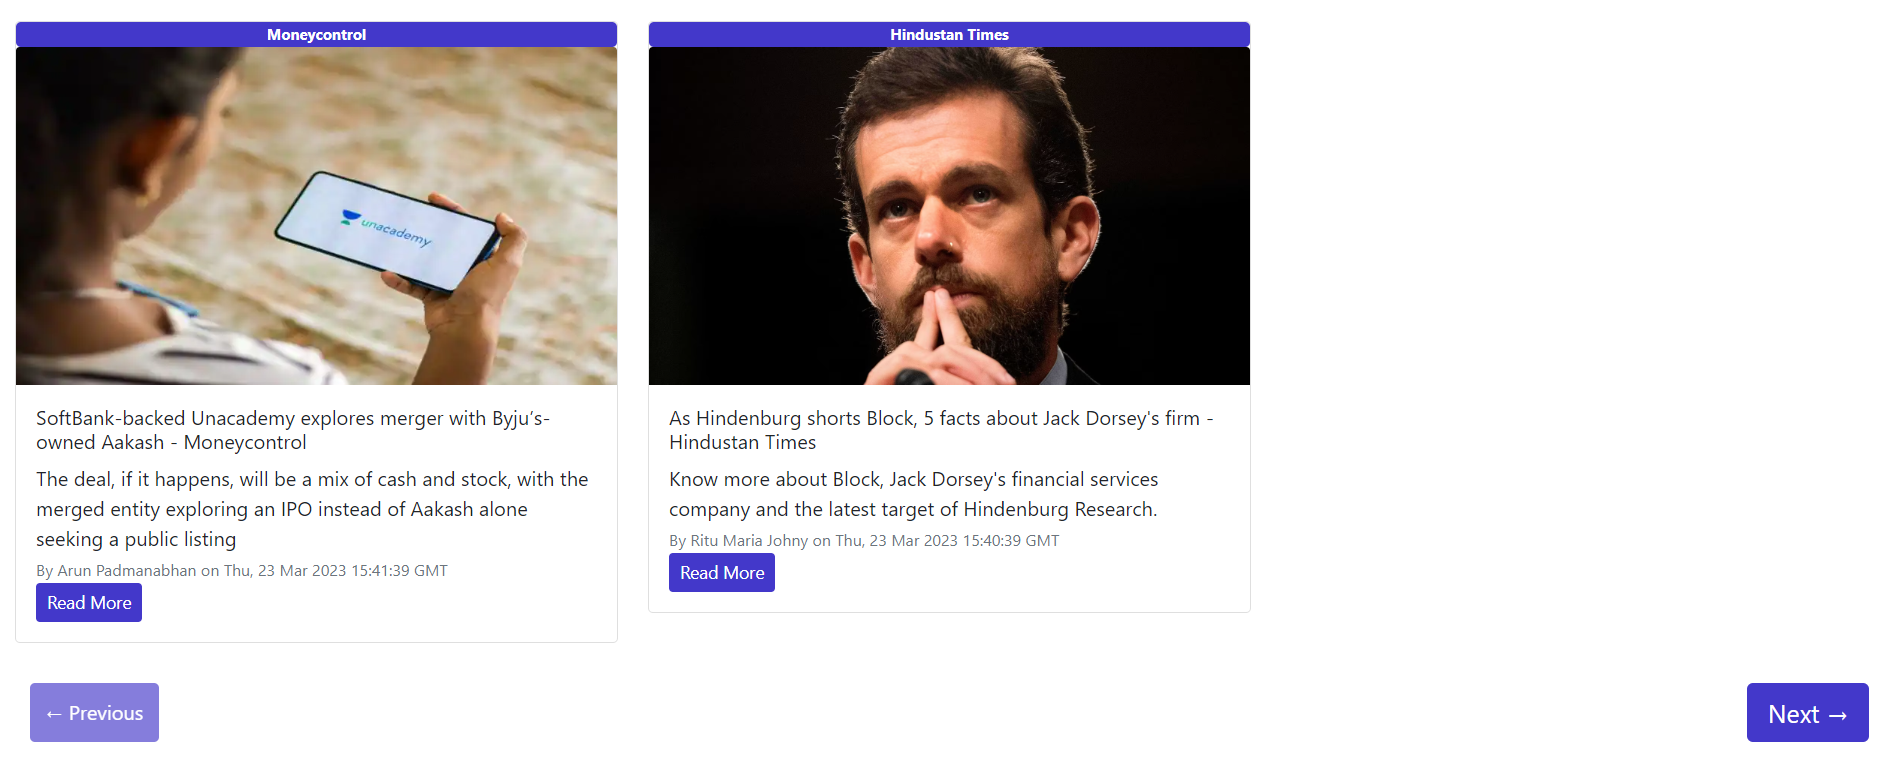 Moneycontrol
unacademy
SoftBank-backed Unacademy explores merger with Byju’s-
owned Aakash - Moneycontrol
The deal, if it happens, will be a mix of cash and stock, with the
merged entity exploring an IPO instead of Aakash alone
seeking a public listing
By Arun Padmanabhan on Thu, 23 Mar 2023 15:41:39 GMT
Read More
Hindustan Times
As Hindenburg shorts Block, 5 facts about Jack Dorsey's firm -
Hindustan Times
Know more about Block, Jack Dorsey's financial services
company and the latest target of Hindenburg Research.
By Ritu Maria Johny on Thu, 23 Mar 2023 15:40:39 GMT
Read More
← Previous
Next →